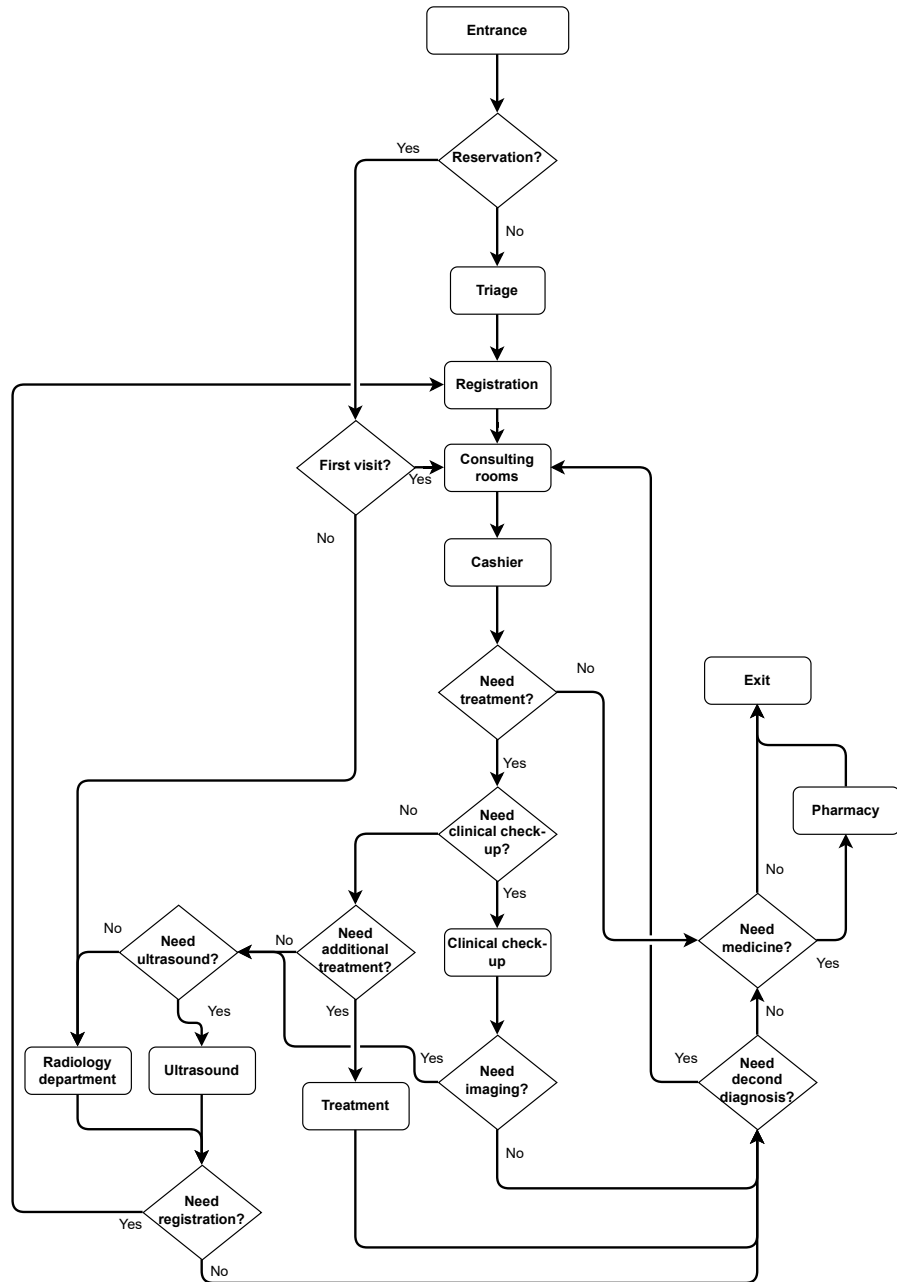 Entrance
Yes
Reservation?
No
Triage
Registration
First visit?
Yes
Consulting
rooms
No
Cashier
No
Need
treatment?
Exit
Yes
No
Need
clinical check-
up?
Pharmacy
Yes
No
No
Need
ultrasound?
No
Need
additional
treatment?
Clinical check-
up
Need
medicine?
Yes
Yes
Yes
No
Radiology
department
Ultrasound
Yes
Need
imaging?
Yes
Need
decond
diagnosis?
Treatment
No
Need
registration?
Yes
No